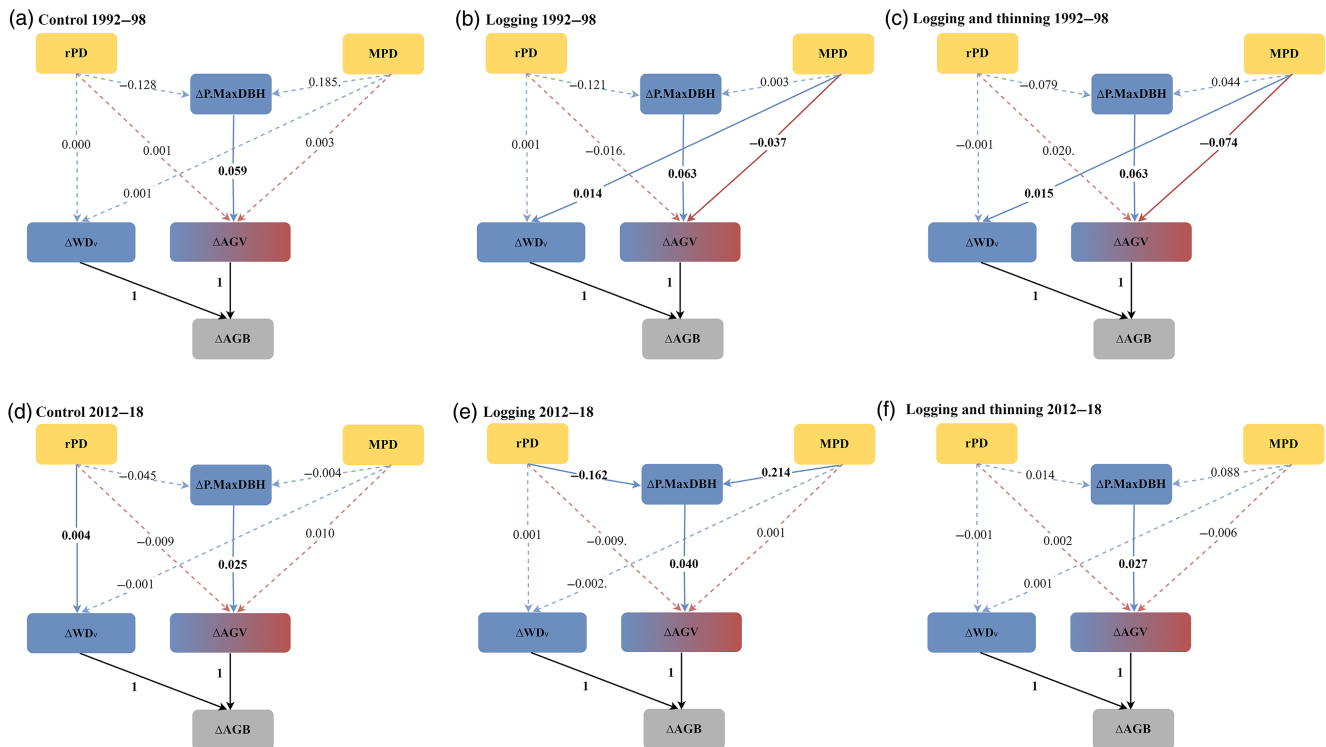 (a) Control 1992–98
rPD
MPD
ΔP.MaxDBH
−0.128
0.185.
0.000
0.001
0.003
0.059
0.001
ΔWDv
ΔAGV
1
1
ΔAGB
(b) Logging 1992–98
rPD
MPD
ΔP.MaxDBH
−0.121
0.003
0.001
−0.016.
−0.037
0.063
0.014
ΔWDv
ΔAGV
1
1
ΔAGB
(c) Logging and thinning 1992–98
rPD
MPD
ΔP.MaxDBH
−0.079
0.044
−0.001
0.020.
−0.074
0.063
0.015
ΔWDv
ΔAGV
1
1
ΔAGB
(d) Control 2012–18
rPD
MPD
ΔP.MaxDBH
−0.045
−0.004
0.004
−0.009
0.010
0.025
−0.001
ΔWDv
ΔAGV
1
1
ΔAGB
(e) Logging 2012–18
rPD
MPD
ΔP.MaxDBH
−0.162
0.214
0.001
−0.009.
0.001
0.040
−0.002.
ΔWDv
ΔAGV
1
1
ΔAGB
(f) Logging and thinning 2012–18
rPD
MPD
ΔP.MaxDBH
0.014
0.088
−0.001
0.002
−0.006
0.027
0.001
ΔWDv
ΔAGV
1
1
ΔAGB